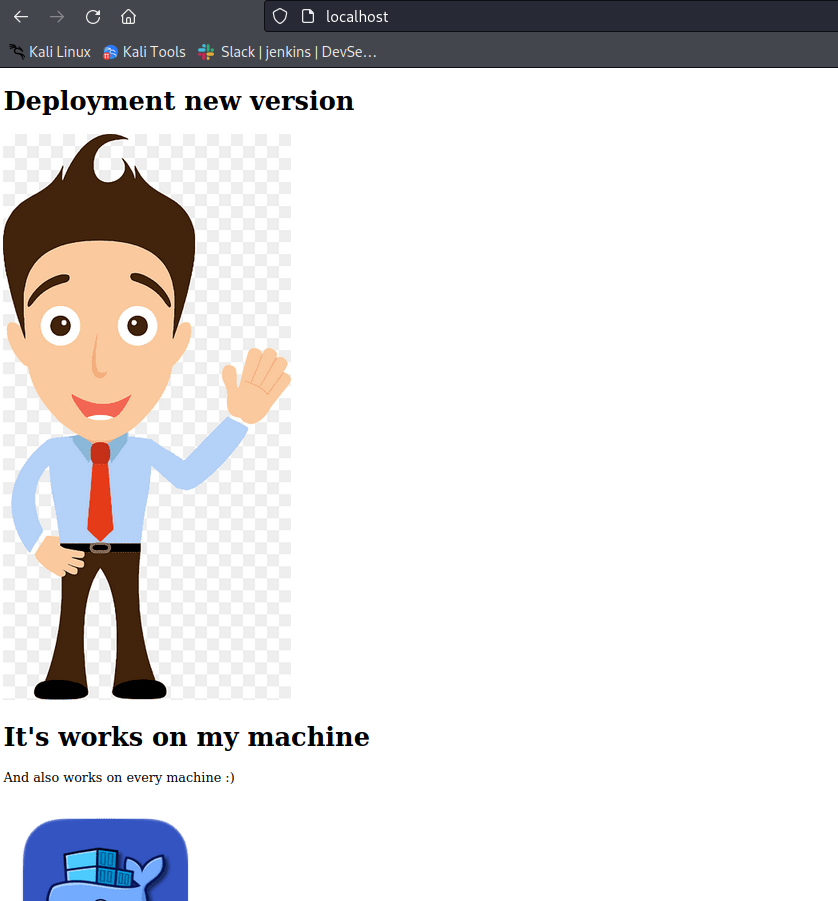 localhost
Kali Linux Kali Tools Slack | jenkins | DevSe...
Deployment new version
It's works on my machine
And also works on every machine :)